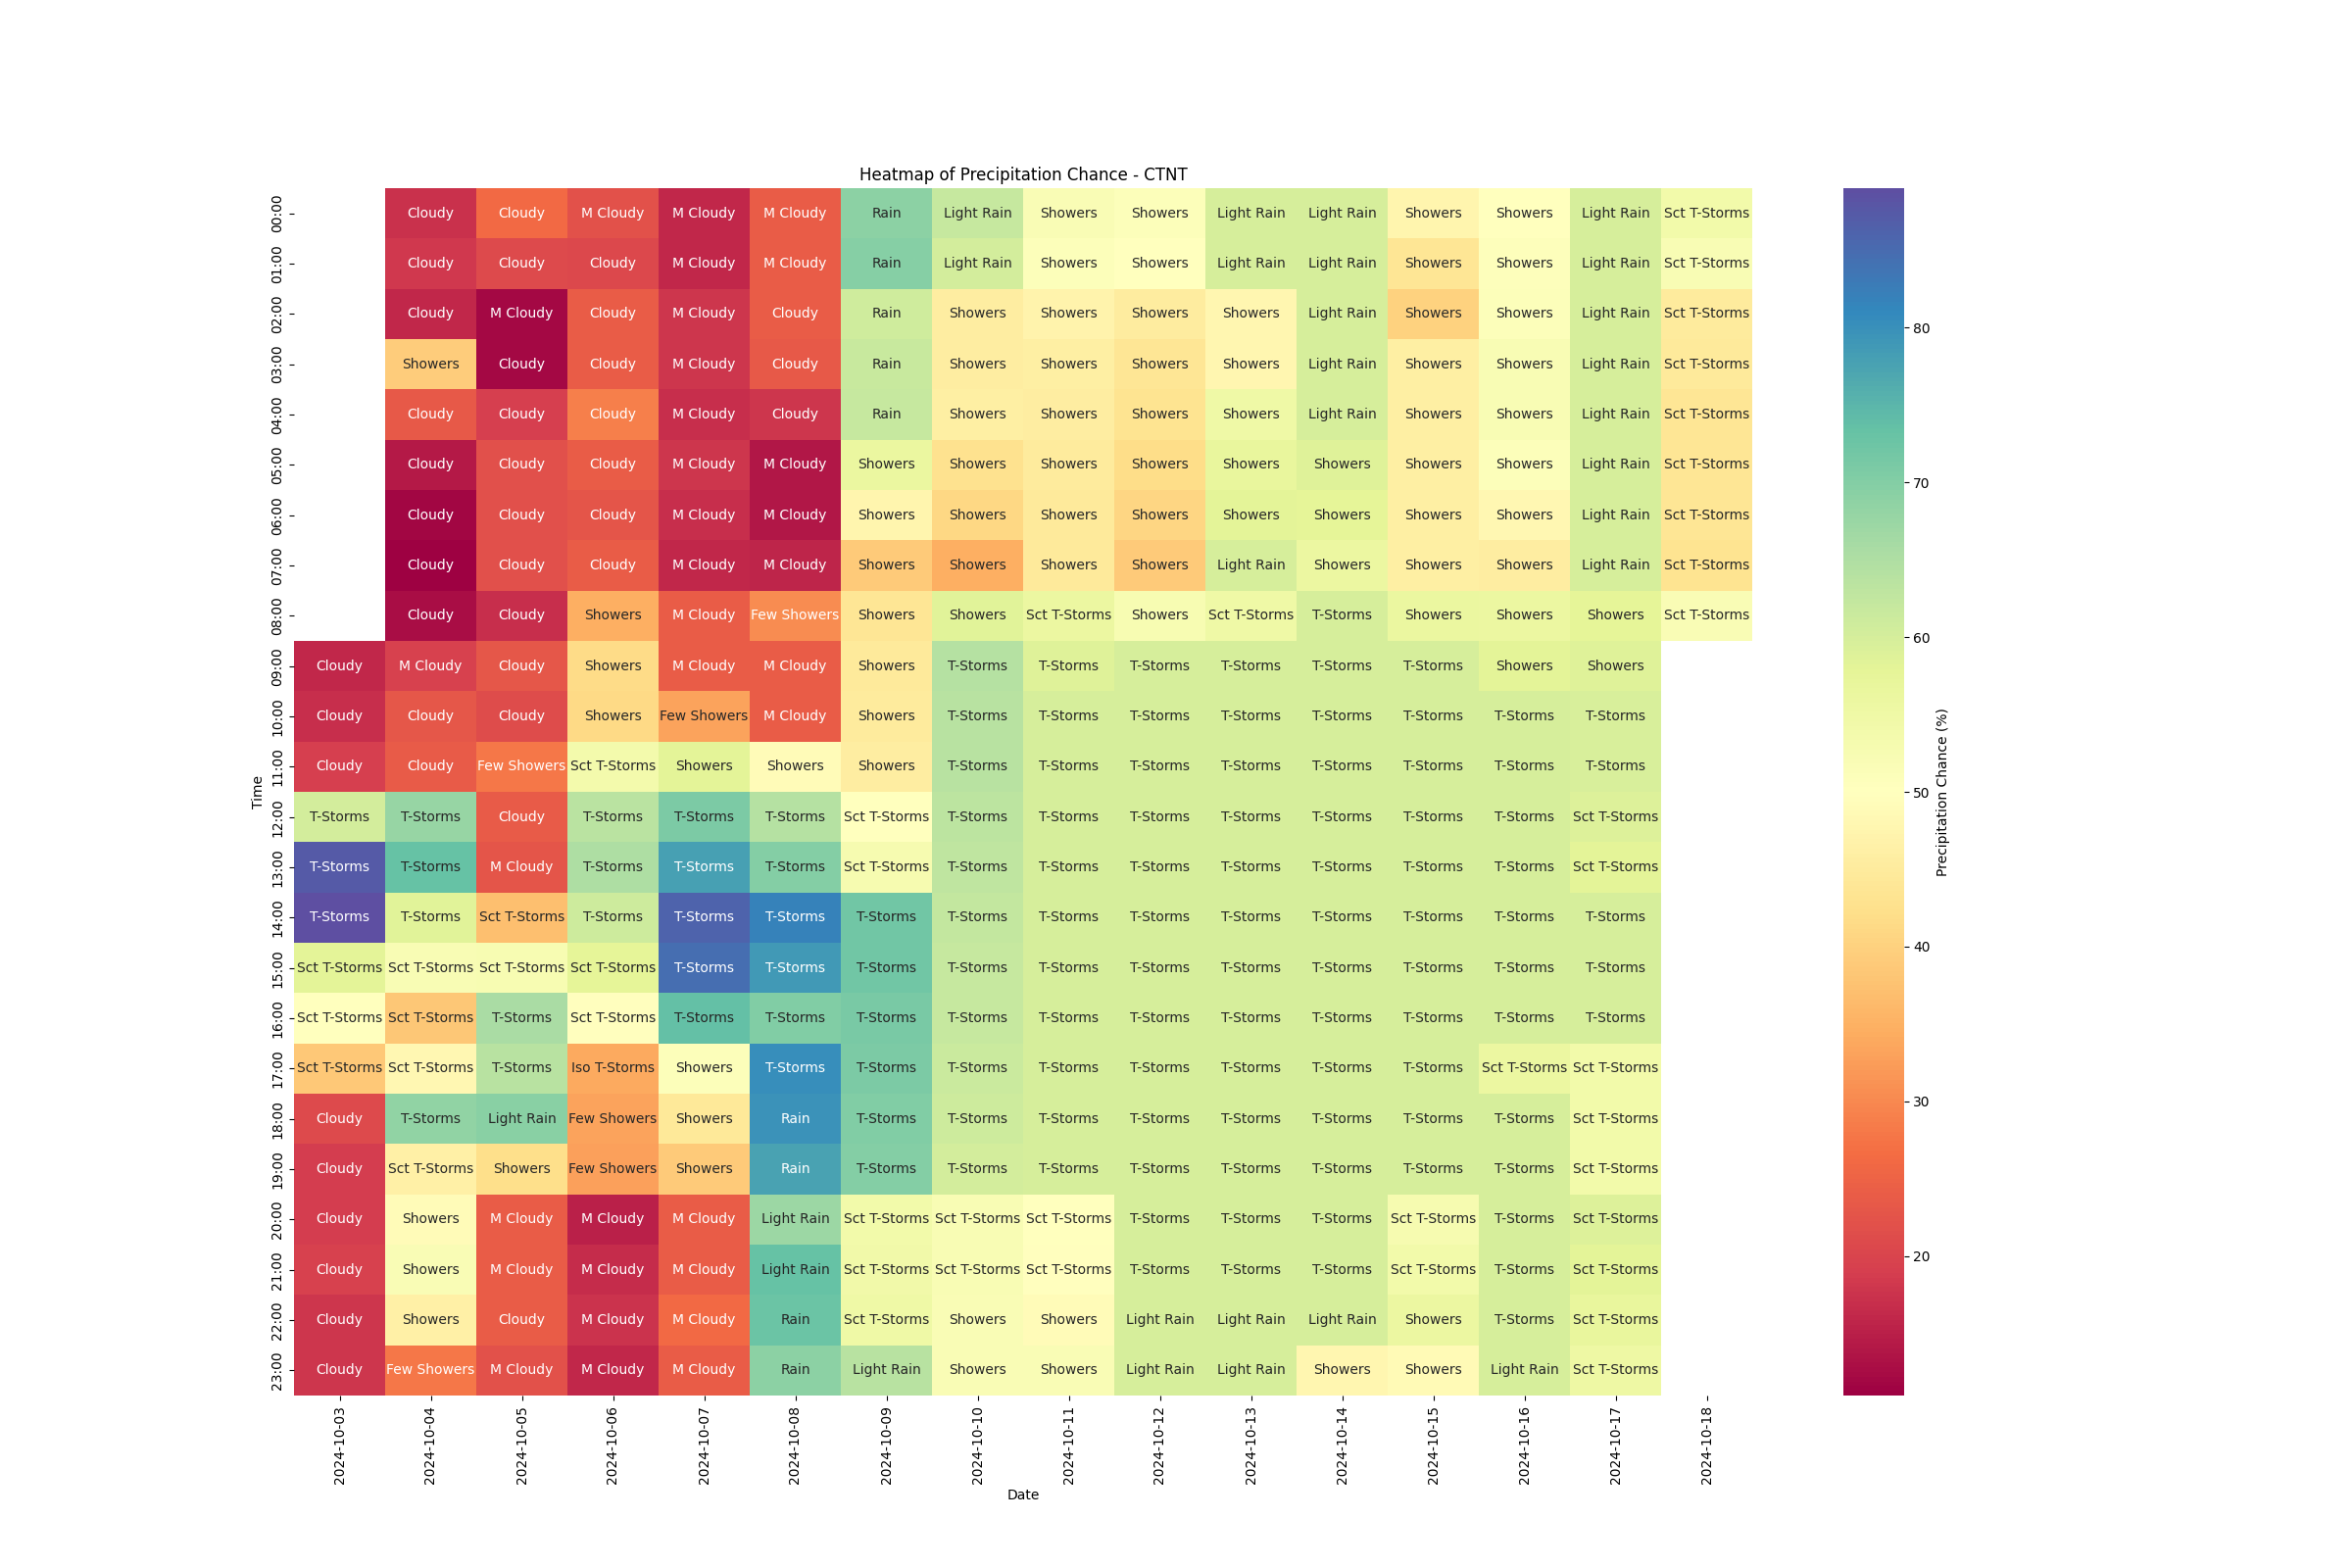 Heatmap of Precipitation Chance - CTNT
00:00 Cloudy Cloudy M Cloudy M Cloudy M Cloudy Rain Light Rain Showers Showers Light Rain Light Rain Showers Showers Light Rain Sct T-Storms
01:00 Cloudy Cloudy Cloudy M Cloudy M Cloudy Rain Light Rain Showers Showers Light Rain Light Rain Showers Showers Light Rain Sct T-Storms
02:00 Cloudy M Cloudy Cloudy M Cloudy Cloudy Rain Showers Showers Showers Showers Light Rain Showers Showers Light Rain Sct T-Storms
03:00 Showers Cloudy Cloudy M Cloudy Cloudy Rain Showers Showers Showers Showers Light Rain Showers Showers Light Rain Sct T-Storms
04:00 Cloudy Cloudy Cloudy M Cloudy Cloudy Rain Showers Showers Showers Showers Light Rain Showers Showers Light Rain Sct T-Storms
05:00 Cloudy Cloudy Cloudy M Cloudy M Cloudy Showers Showers Showers Showers Showers Showers Showers Showers Light Rain Sct T-Storms
06:00 Cloudy Cloudy Cloudy M Cloudy M Cloudy Showers Showers Showers Showers Showers Showers Showers Showers Light Rain Sct T-Storms
07:00 Cloudy Cloudy Cloudy M Cloudy M Cloudy Showers Showers Showers Showers Light Rain Showers Showers Showers Light Rain Sct T-Storms
08:00 Cloudy Cloudy Showers M Cloudy Few Showers Showers Showers Sct T-Storms Showers Sct T-Storms T-Storms Showers Showers Showers Sct T-Storms
09:00 Cloudy M Cloudy Cloudy Showers M Cloudy M Cloudy Showers T-Storms T-Storms T-Storms T-Storms T-Storms T-Storms Showers Showers
10:00 Cloudy Cloudy Cloudy Showers Few Showers M Cloudy Showers T-Storms T-Storms T-Storms T-Storms T-Storms T-Storms T-Storms T-Storms
11:00 Cloudy Cloudy Few Showers Sct T-Storms Showers Showers Showers T-Storms T-Storms T-Storms T-Storms T-Storms T-Storms T-Storms T-Storms
12:00 T-Storms T-Storms Cloudy T-Storms T-Storms T-Storms Sct T-Storms T-Storms T-Storms T-Storms T-Storms T-Storms T-Storms T-Storms Sct T-Storms
13:00 T-Storms T-Storms M Cloudy T-Storms T-Storms T-Storms Sct T-Storms T-Storms T-Storms T-Storms T-Storms T-Storms T-Storms T-Storms Sct T-Storms
14:00 T-Storms T-Storms Sct T-Storms T-Storms T-Storms T-Storms T-Storms T-Storms T-Storms T-Storms T-Storms T-Storms T-Storms T-Storms T-Storms
15:00 Sct T-Storms Sct T-Storms Sct T-Storms Sct T-Storms T-Storms T-Storms T-Storms T-Storms T-Storms T-Storms T-Storms T-Storms T-Storms T-Storms T-Storms
16:00 Sct T-Storms Sct T-Storms T-Storms Sct T-Storms T-Storms T-Storms T-Storms T-Storms T-Storms T-Storms T-Storms T-Storms T-Storms T-Storms T-Storms
17:00 Sct T-Storms Sct T-Storms T-Storms Iso T-Storms Showers T-Storms T-Storms T-Storms T-Storms T-Storms T-Storms T-Storms T-Storms Sct T-Storms Sct T-Storms
18:00 Cloudy T-Storms Light Rain Few Showers Showers Rain T-Storms T-Storms T-Storms T-Storms T-Storms T-Storms T-Storms T-Storms Sct T-Storms
19:00 Cloudy Sct T-Storms Showers Few Showers Showers Rain T-Storms T-Storms T-Storms T-Storms T-Storms T-Storms T-Storms T-Storms Sct T-Storms
20:00 Cloudy Showers M Cloudy M Cloudy M Cloudy Light Rain Sct T-Storms Sct T-Storms Sct T-Storms T-Storms T-Storms T-Storms Sct T-Storms T-Storms Sct T-Storms
21:00 Cloudy Showers M Cloudy M Cloudy M Cloudy Light Rain Sct T-Storms Sct T-Storms Sct T-Storms T-Storms T-Storms T-Storms Sct T-Storms T-Storms Sct T-Storms
22:00 Cloudy Showers Cloudy M Cloudy M Cloudy Rain Sct T-Storms Showers Showers Light Rain Light Rain Light Rain Showers T-Storms Sct T-Storms
23:00 Cloudy Few Showers M Cloudy M Cloudy M Cloudy Rain Light Rain Showers Showers Light Rain Light Rain Showers Showers Light Rain Sct T-Storms
Time
2024-10-03 2024-10-04 2024-10-05 2024-10-06 2024-10-07 2024-10-08 2024-10-09 2024-10-10 2024-10-11 2024-10-12 2024-10-13 2024-10-14 2024-10-15 2024-10-16 2024-10-17 2024-10-18
Date
80
70
60
50
40
30
20
Precipitation Chance (%)